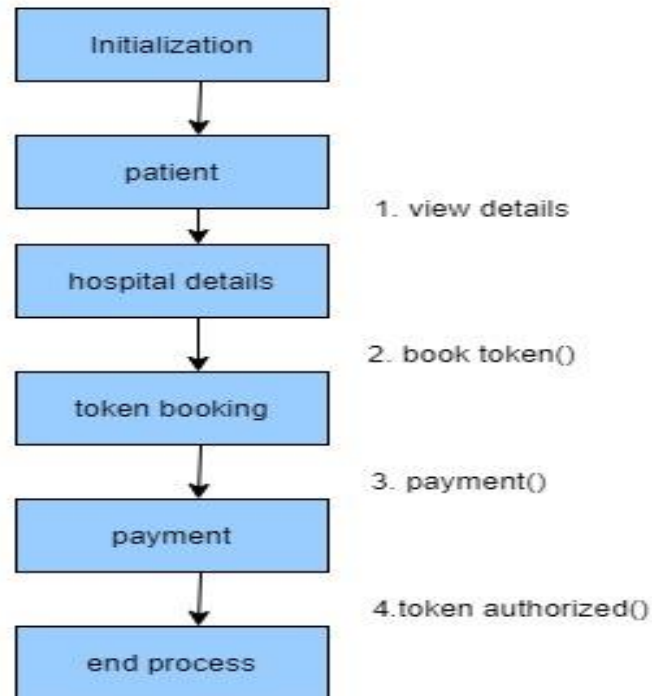 Initialization
patient
1. view details
hospital details
2. book token()
token booking
3. payment()
payment
4.token authorized()
end process